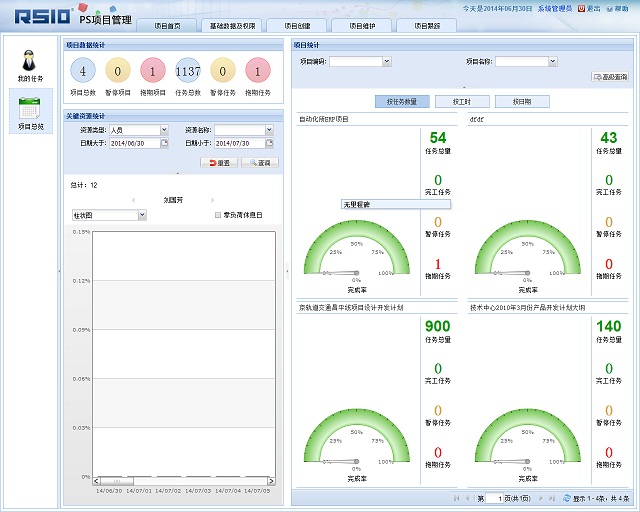 RS10 PS项目管理
今天是2014年06月30日 系统管理员 退出 帮助
项目首页 基础数据及权限 项目创建 项目维护 项目跟踪
我的任务
项目总览
项目数据统计
4 0 1 1137 0 1
项目总数 暂停项目 拖期项目 任务总数 暂停任务 拖期任务
关键资源统计
资源类型: 人员 资源名称:
日期大于: 2014/06/30 日期小于: 2014/07/30
重置 查询
总计: 12
刘国芳
柱状图 零负荷休息日
0.15%
0.12%
0.09%
0.06%
0.03%
0%
14/06/30 14/07/01 14/07/02 14/07/03 14/07/04 14/07/05
项目统计
项目编码: 项目名称:
高级查询
按任务数量 按工时 按日期
自动化所ERP项目
54
任务总量
0
完工任务
无里程碑
0
暂停任务
1
拖期任务
0% 25% 50% 75% 100%
完成率
dfdf
43
任务总量
0
完工任务
0
暂停任务
0
拖期任务
0% 25% 50% 75% 100%
完成率
京轨道交通昌平线项目设计开发计划
900
任务总量
0
完工任务
0
暂停任务
0
拖期任务
0% 25% 50% 75% 100%
完成率
技术中心2010年3月份产品开发计划大纲
140
任务总量
0
完工任务
0
暂停任务
0
拖期任务
0% 25% 50% 75% 100%
完成率
第 1 页(共1页) 显示 1 - 4条, 共 4 条